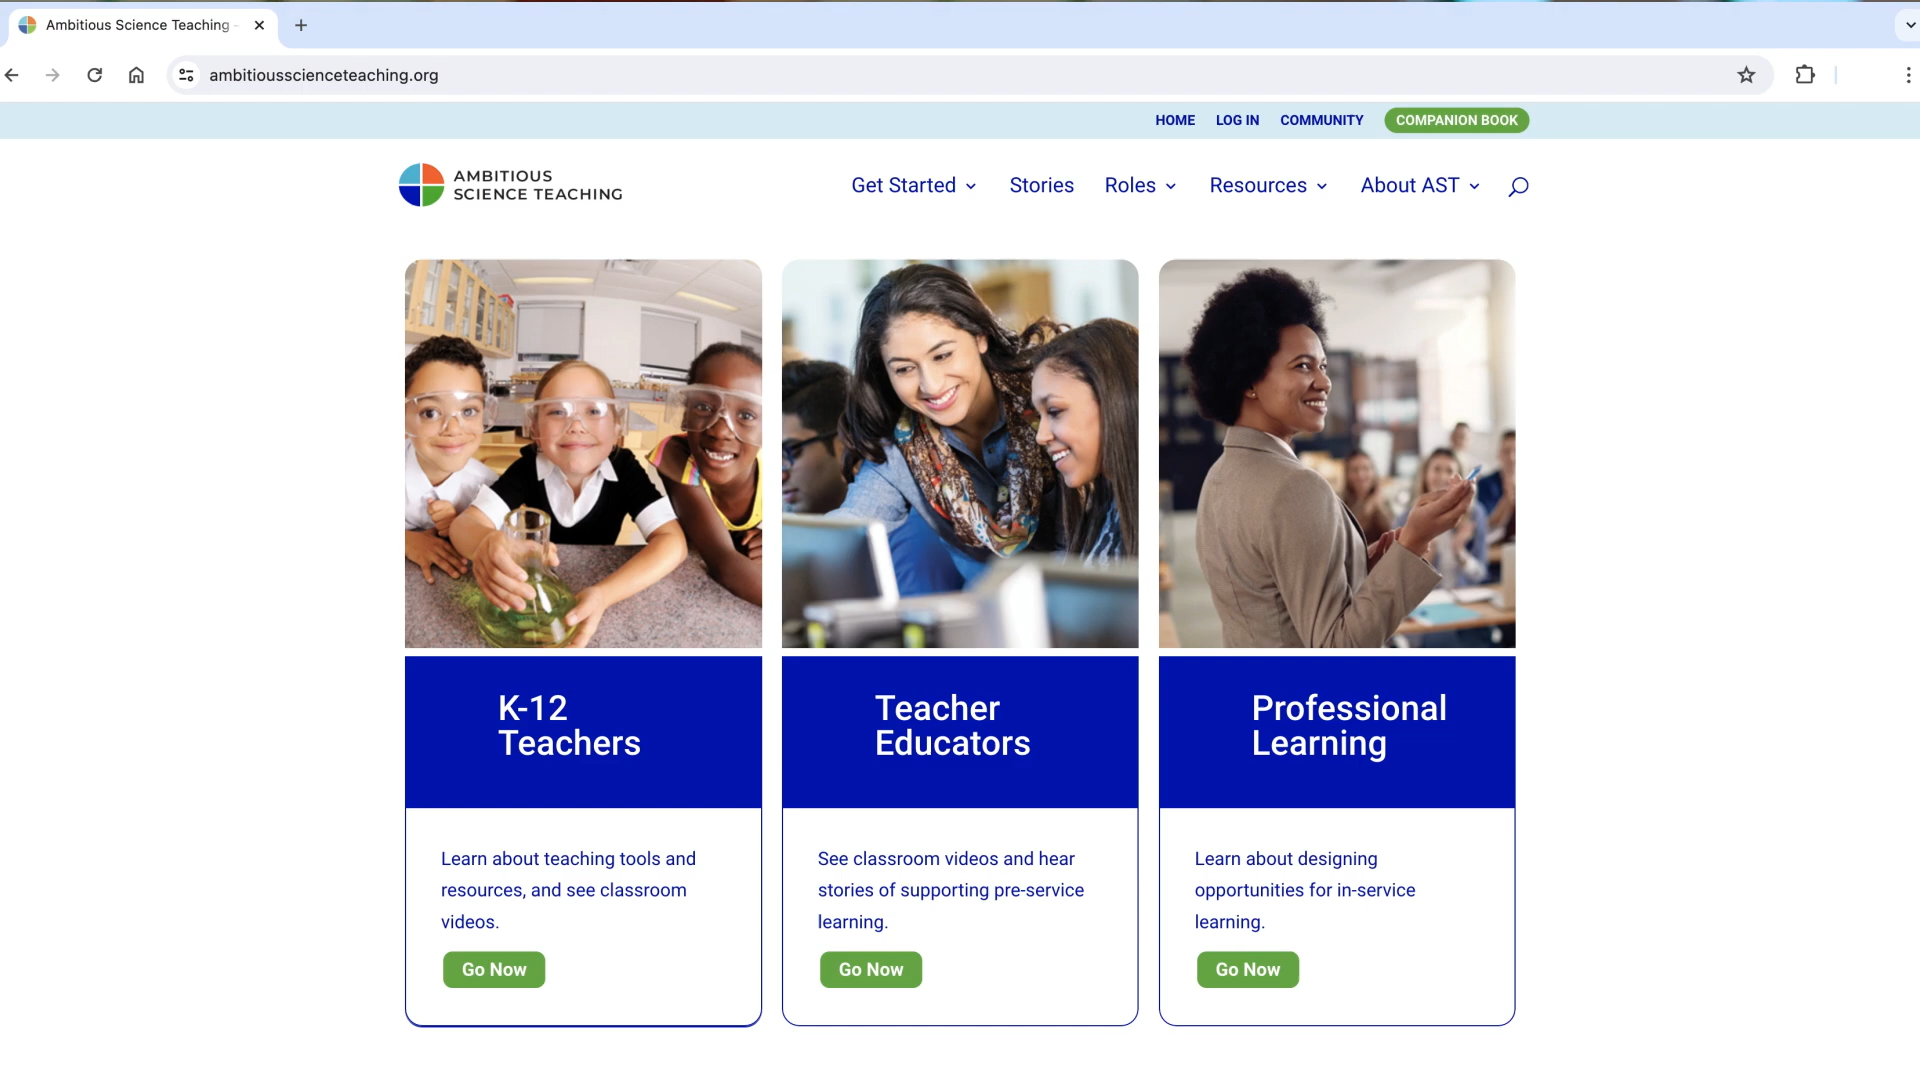 Ambitious Science Teaching -
ambitiousscienceteaching.org
HOME LOG IN COMMUNITY COMPANION BOOK
AMBITIOUS
SCIENCE TEACHING
Get Started Stories Roles Resources About AST
K-12
Teachers
Learn about teaching tools and
resources, and see classroom
videos.
Go Now
Teacher
Educators
See classroom videos and hear
stories of supporting pre-service
learning.
Go Now
Professional
Learning
Learn about designing
opportunities for in-service
learning.
Go Now